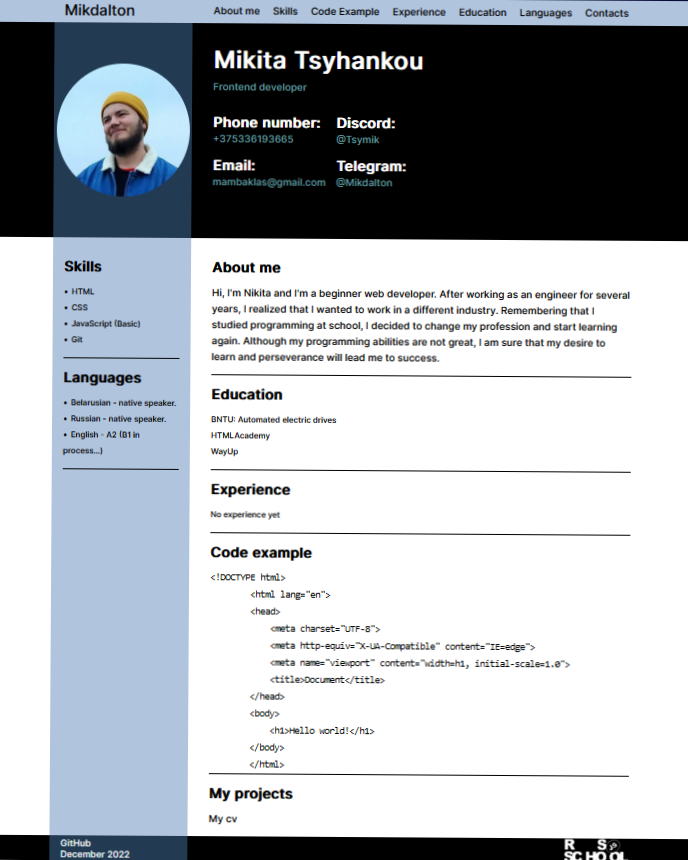 Mikdalton
About me Skills Code Example Experience Education Languages Contacts
Mikita Tsyhankou
Frontend developer
Phone number: Discord:
+375336193665 @Tsymik
Email: Telegram:
mambaklas@gmail.com @Mikdalton
Skills
• HTML
• CSS
• JavaScript (Basic)
• Git
Languages
• Belarusian - native speaker.
• Russian - native speaker.
• English - A2 (B1 in
process...)
About me
Hi, I'm Nikita and I'm a beginner web developer. After working as an engineer for several
years, I realized that I wanted to work in a different industry. Remembering that I
studied programming at school, I decided to change my profession and start learning
again. Although my programming abilities are not great, I am sure that my desire to
learn and perseverance will lead me to success.
Education
BNTU: Automated electric drives
HTMLAcademy
WayUp
Experience
No experience yet
Code example
<!DOCTYPE html>
<html lang="en">
<head>
<meta charset="UTF-8">
<meta http-equiv="X-UA-Compatible" content="IE=edge">
<meta name="viewport" content="width=h1, initial-scale=1.0">
<title>Document</title>
</head>
<body>
<h1>Hello world!</h1>
</body>
</html>
My projects
My cv
GitHub
December 2022
R S
SCHOOL